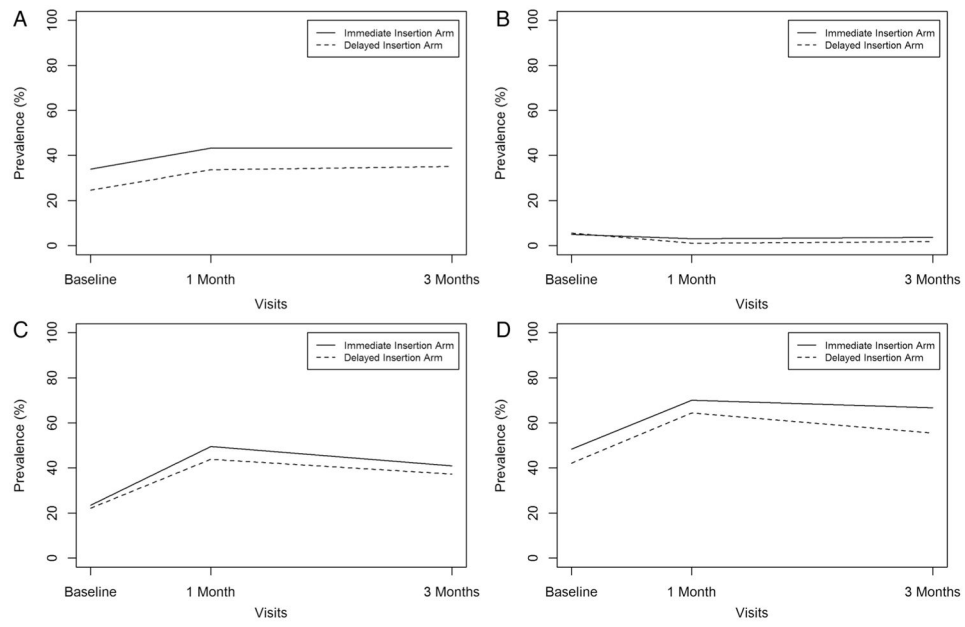 A
Immediate Insertion Arm
Delayed Insertion Arm
Prevalence (%)
100
80
60
40
20
0
Baseline
1 Month
3 Months
Visits
B
Immediate Insertion Arm
Delayed Insertion Arm
Prevalence (%)
100
80
60
40
20
0
Baseline
1 Month
3 Months
Visits
C
Immediate Insertion Arm
Delayed Insertion Arm
Prevalence (%)
100
80
60
40
20
0
Baseline
1 Month
3 Months
Visits
D
Immediate Insertion Arm
Delayed Insertion Arm
Prevalence (%)
100
80
60
40
20
0
Baseline
1 Month
3 Months
Visits